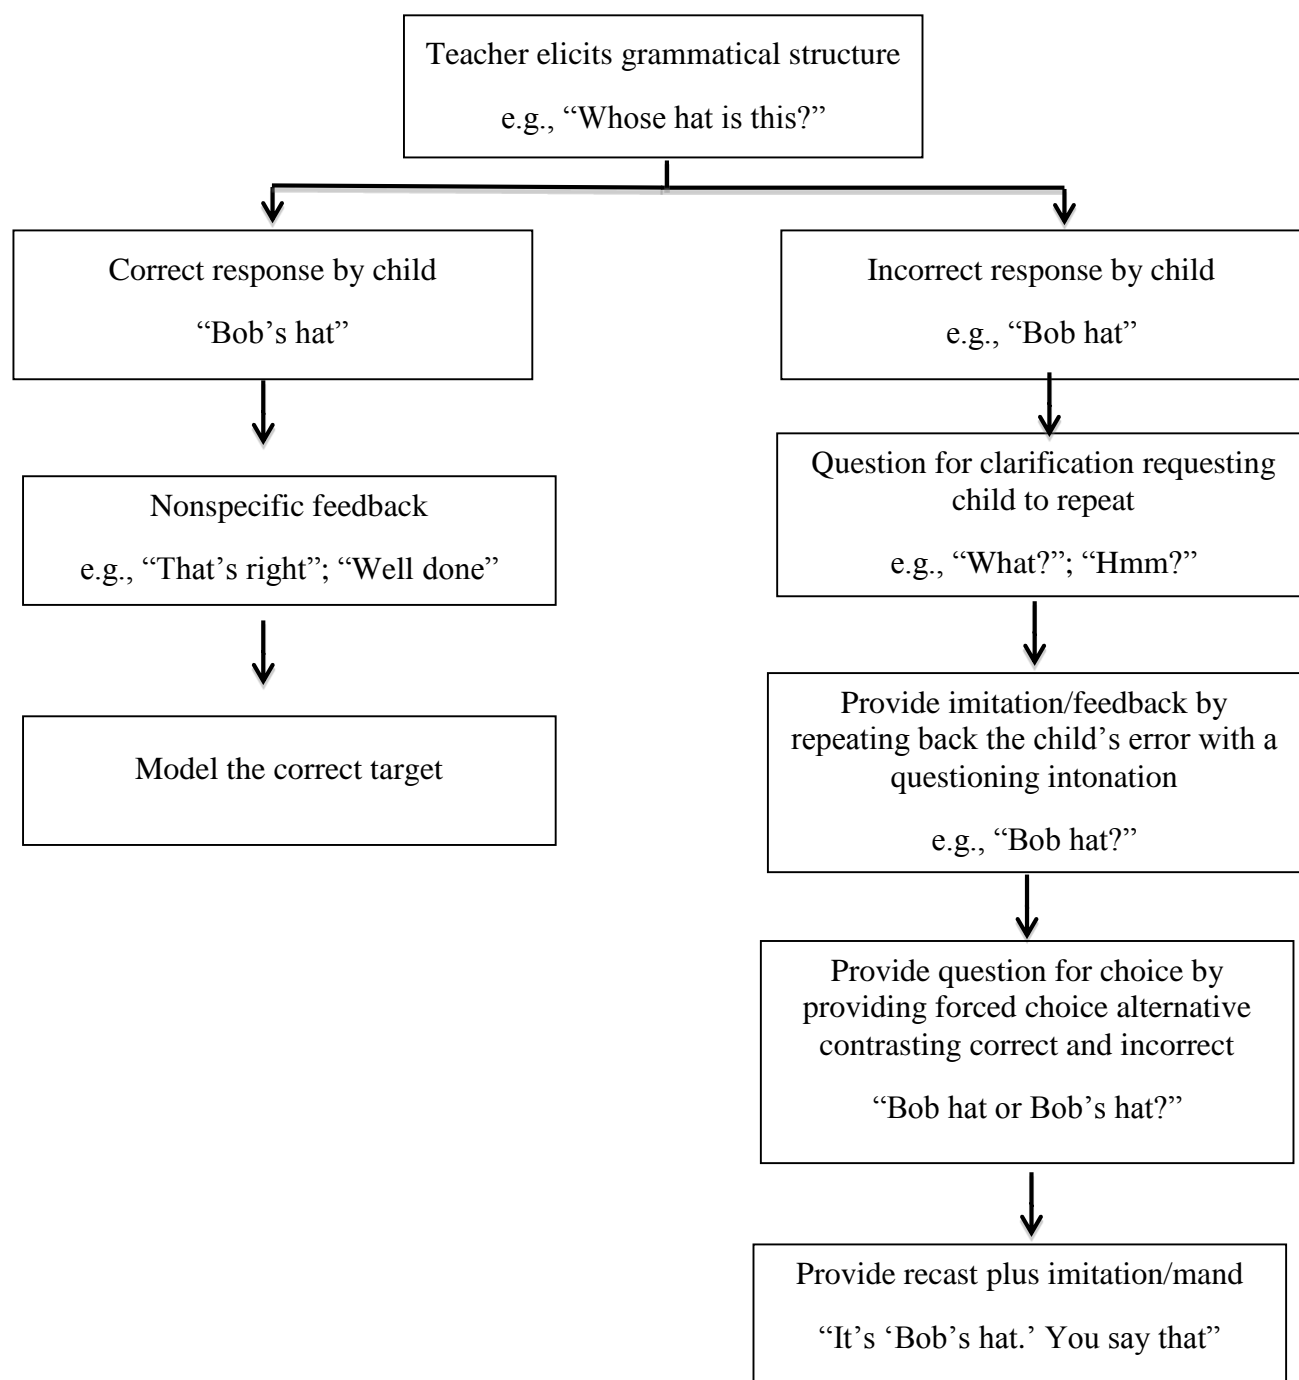 Teacher elicits grammatical structure
e.g., “Whose hat is this?”
Correct response by child
“Bob’s hat”
Nonspecific feedback
e.g., “That’s right”; “Well done”
Model the correct target
Incorrect response by child
e.g., “Bob hat”
Question for clarification requesting
child to repeat
e.g., “What?”; “Hmm?”
Provide imitation/feedback by
repeating back the child’s error with a
questioning intonation
e.g., “Bob hat?”
Provide question for choice by
providing forced choice alternative
contrasting correct and incorrect
“Bob hat or Bob’s hat?”
Provide recast plus imitation/mand
“It’s ‘Bob’s hat.’ You say that”